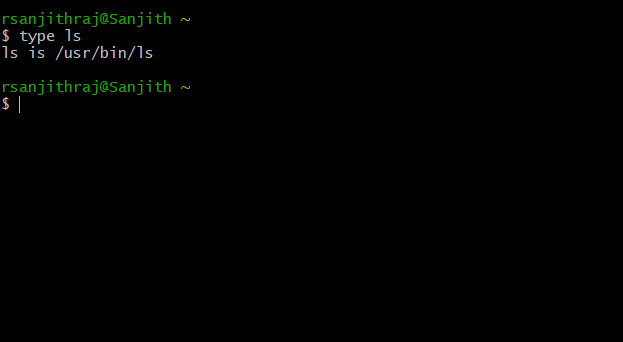 rsanjithraj@Sanjith ~
$ type ls
ls is /usr/bin/ls
rsanjithraj@Sanjith ~
$